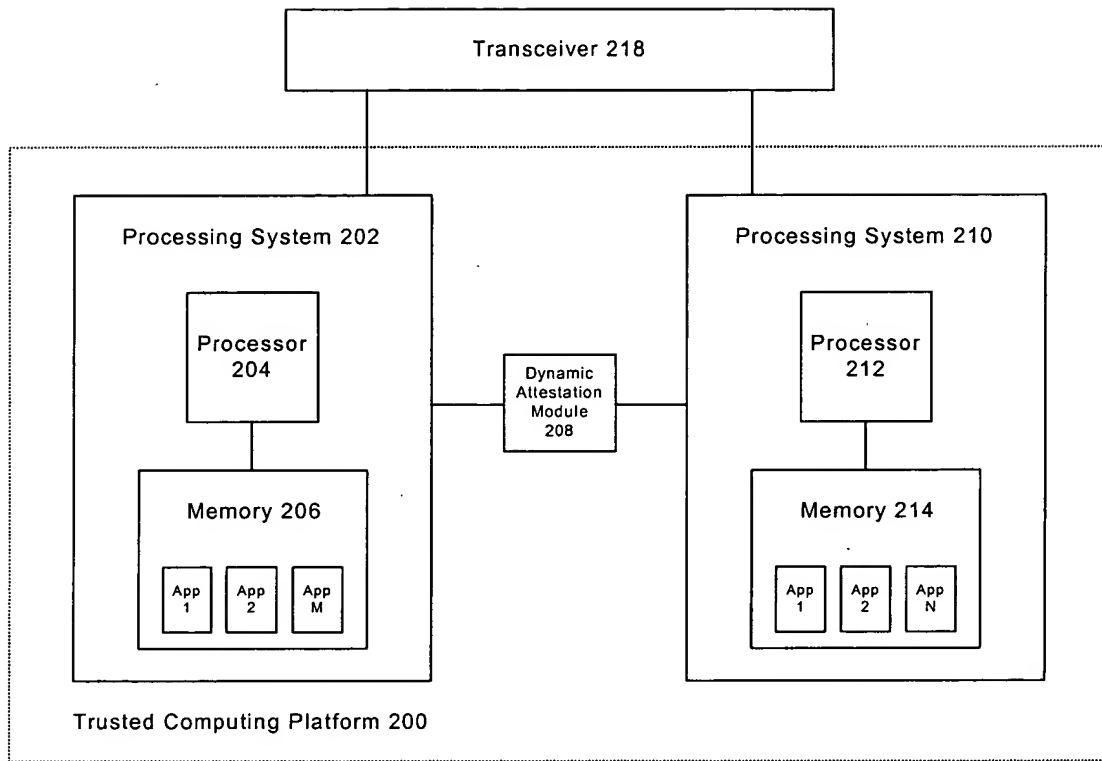 Transceiver 218
Processing System 202
Processing System 210
Processor
204
Processor
212
Dynamic
Attestation
Module
208
Memory 206
Memory 214
App
1
App
2
App
M
App
1
App
2
App
N
Trusted Computing Platform 200